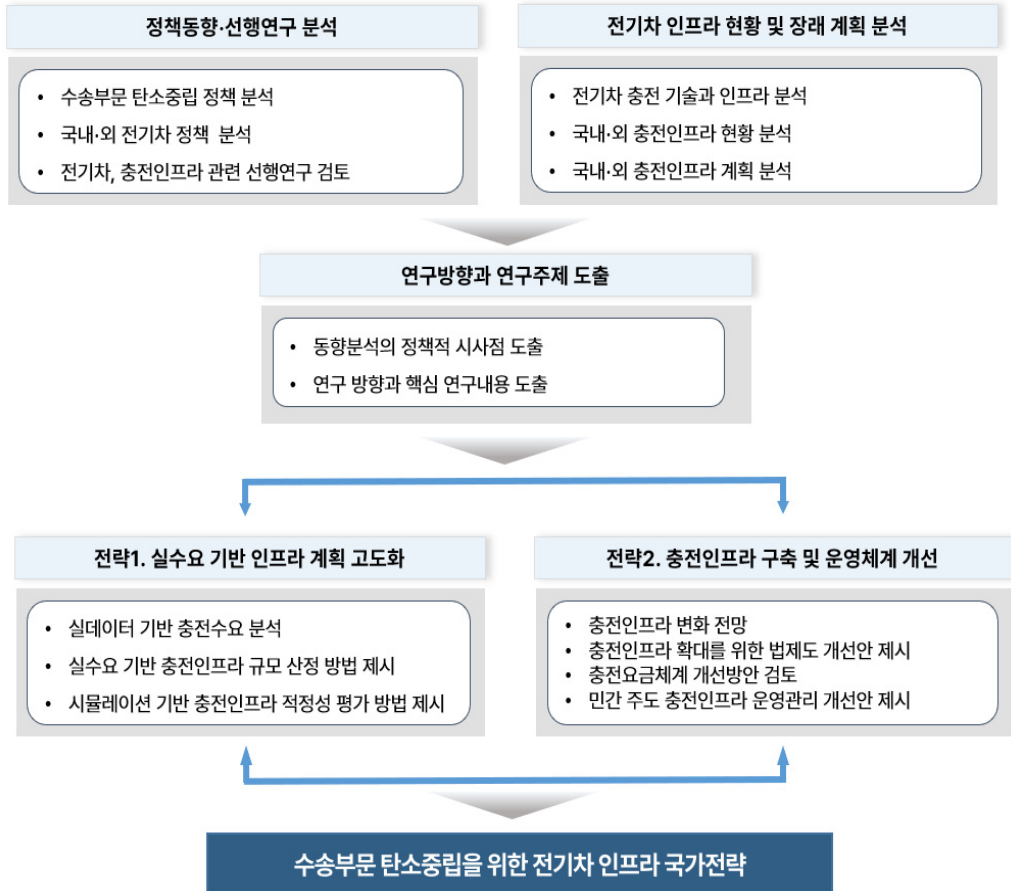 정책동향·선행연구 분석
• 수송부문 탄소중립 정책 분석
• 국내·외 전기차 정책 분석
• 전기차, 충전인프라 관련 선행연구 검토
전기차 인프라 현황 및 장래 계획 분석
• 전기차 충전 기술과 인프라 분석
• 국내·외 충전인프라 현황 분석
• 국내·외 충전인프라 계획 분석
연구방향과 연구주제 도출
• 동향분석의 정책적 시사점 도출
• 연구 방향과 핵심 연구내용 도출
전략1. 실수요 기반 인프라 계획 고도화
• 실데이터 기반 충전수요 분석
• 실수요 기반 충전인프라 규모 산정 방법 제시
• 시뮬레이션 기반 충전인프라 적정성 평가 방법 제시
전략2. 충전인프라 구축 및 운영체계 개선
• 충전인프라 변화 전망
• 충전인프라 확대를 위한 법제도 개선안 제시
• 충전요금체계 개선방안 검토
• 민간 주도 충전인프라 운영관리 개선안 제시
수송부문 탄소중립을 위한 전기차 인프라 국가전략